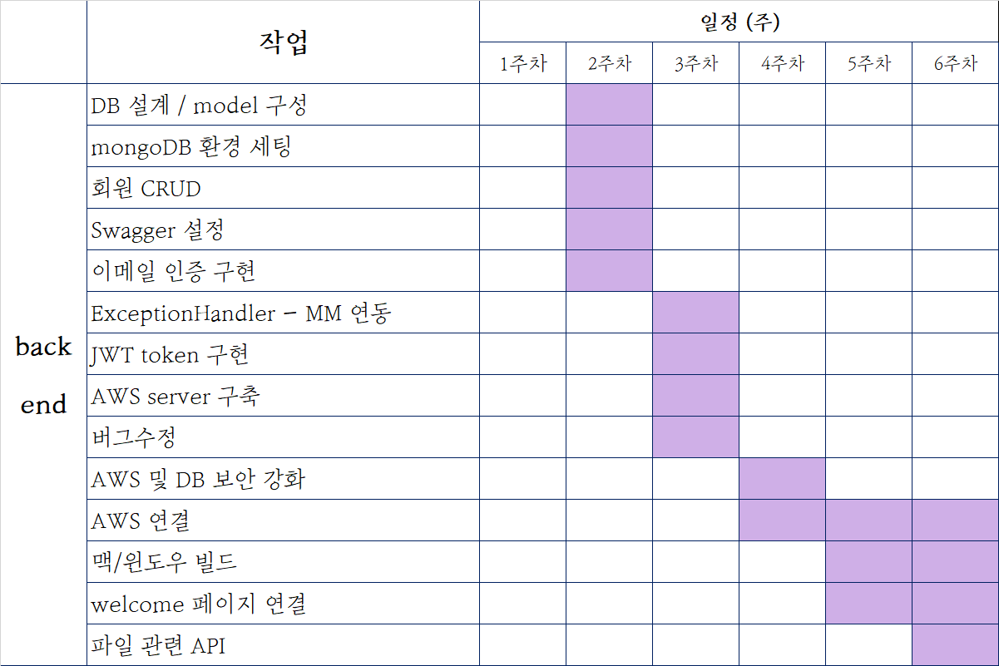 작업
일정 (주)
1주차 2주차 3주차 4주차 5주차 6주차
back
end
DB 설계 / model 구성
mongoDB 환경 세팅
회원 CRUD
Swagger 설정
이메일 인증 구현
ExceptionHandler - MM 연동
JWT token 구현
AWS server 구축
버그수정
AWS 및 DB 보안 강화
AWS 연결
맥/윈도우 빌드
welcome 페이지 연결
파일 관련 API